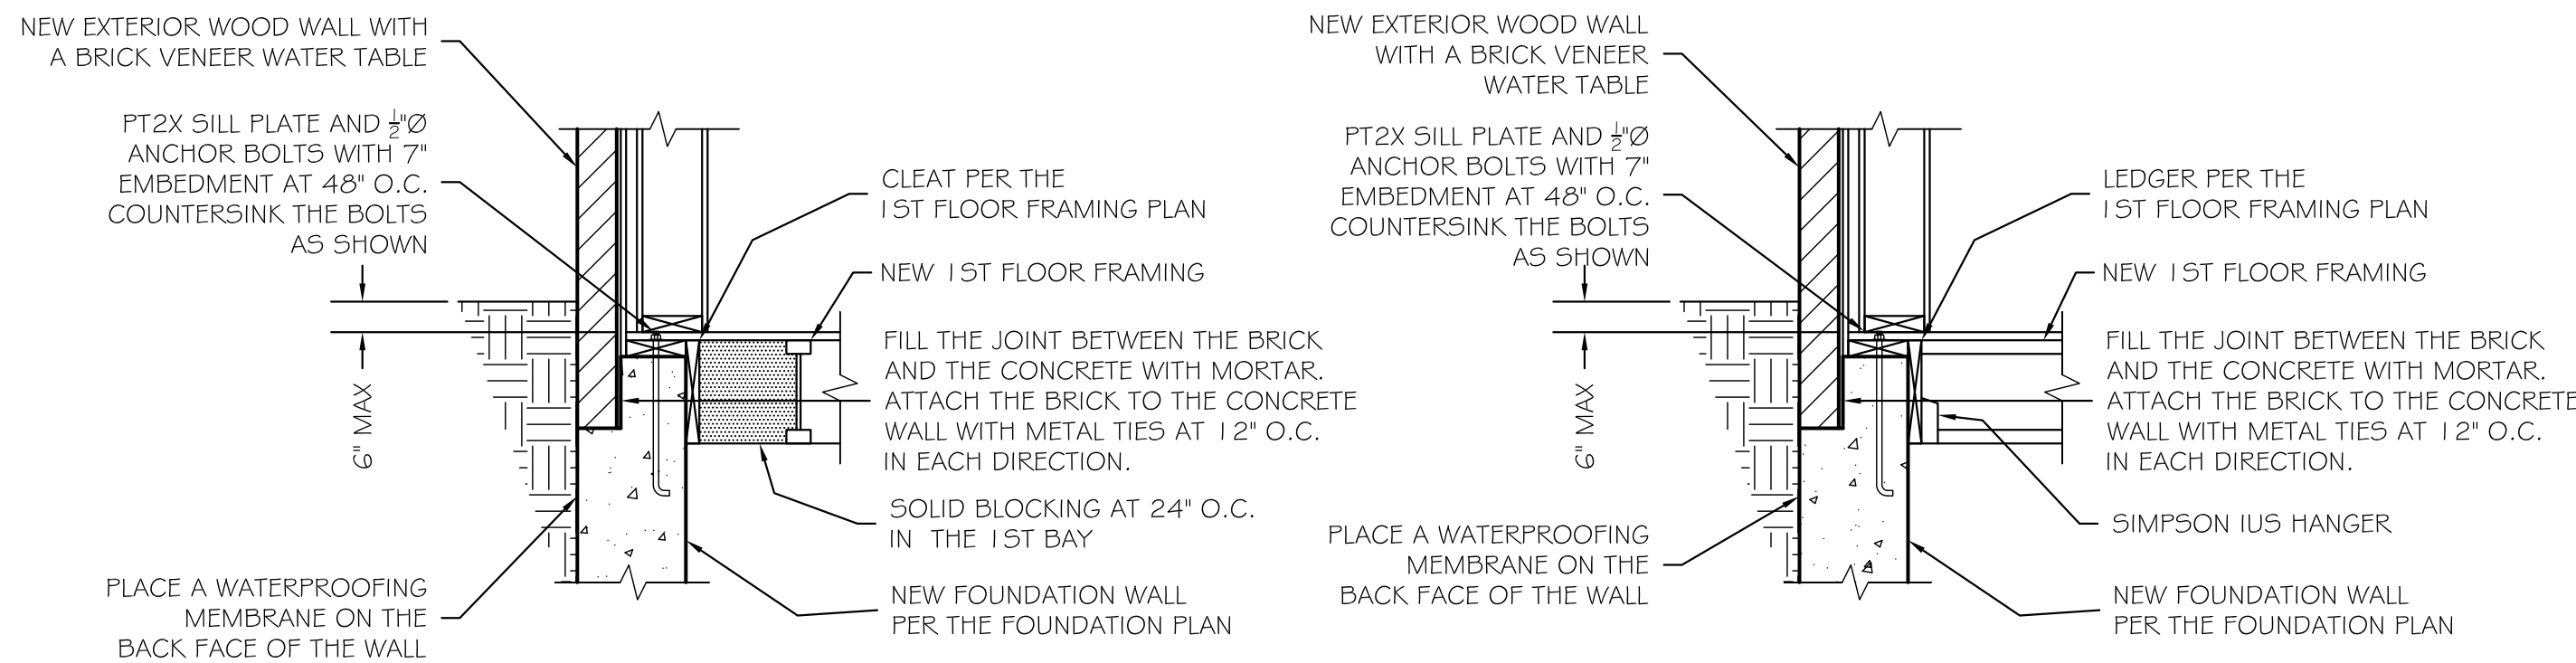 NEW EXTERIOR WOOD WALL WITH
A BRICK VENEER WATER TABLE
PT2X SILL PLATE AND ½"Ø
ANCHOR BOLTS WITH 7"
EMBEDMENT AT 48" O.C.
COUNTERSINK THE BOLTS
AS SHOWN
6" MAX
PLACE A WATERPROOFING
MEMBRANE ON THE
BACK FACE OF THE WALL
CLEAT PER THE
1ST FLOOR FRAMING PLAN
NEW 1ST FLOOR FRAMING
FILL THE JOINT BETWEEN THE BRICK
AND THE CONCRETE WITH MORTAR.
ATTACH THE BRICK TO THE CONCRETE
WALL WITH METAL TIES AT 12" O.C.
IN EACH DIRECTION.
SOLID BLOCKING AT 24" O.C.
IN THE 1ST BAY
NEW FOUNDATION WALL
PER THE FOUNDATION PLAN
NEW EXTERIOR WOOD WALL
WITH A BRICK VENEER
WATER TABLE
PT2X SILL PLATE AND ½"Ø
ANCHOR BOLTS WITH 7"
EMBEDMENT AT 48" O.C.
COUNTERSINK THE BOLTS
AS SHOWN
6" MAX
PLACE A WATERPROOFING
MEMBRANE ON THE
BACK FACE OF THE WALL
LEDGER PER THE
1ST FLOOR FRAMING PLAN
NEW 1ST FLOOR FRAMING
FILL THE JOINT BETWEEN THE BRICK
AND THE CONCRETE WITH MORTAR.
ATTACH THE BRICK TO THE CONCRETE
WALL WITH METAL TIES AT 12" O.C.
IN EACH DIRECTION.
SIMPSON IUS HANGER
NEW FOUNDATION WALL
PER THE FOUNDATION PLAN